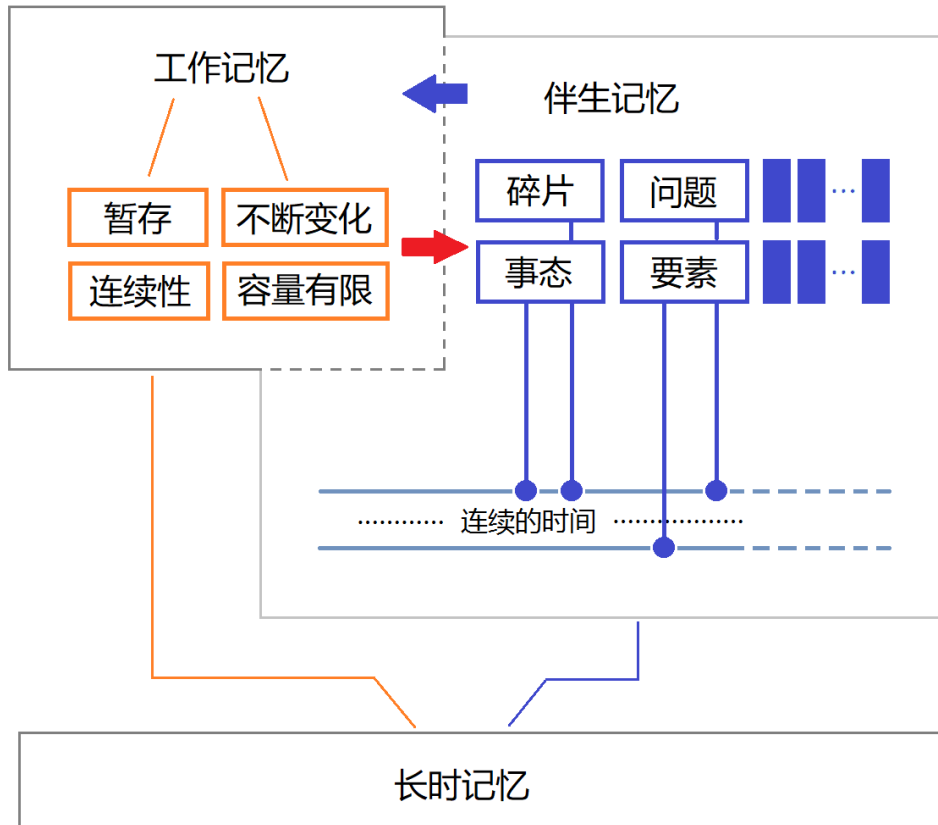 工作记忆
伴生记忆
暂存
不断变化
连续性
容量有限
碎片
问题
...
事态
要素
...
………… 连续的时间 ………………
长时记忆